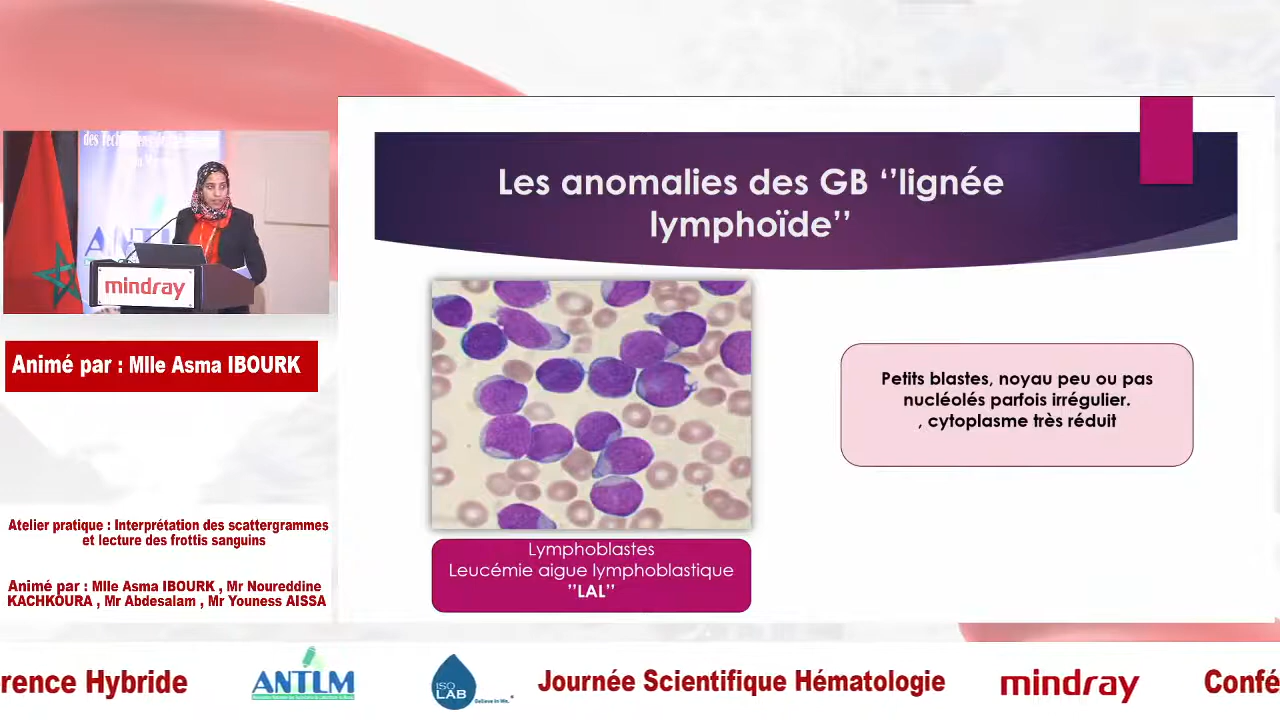 Les anomalies des GB ‘’lignée
lymphoïde’’
mindray
Animé par : Mlle Asma IBOURK
Petits blastes, noyau peu ou pas
nucléolés parfois irrégulier.
, cytoplasme très réduit
Atelier pratique : Interprétation des scattergrammes
et lecture des frottis sanguins
Animé par : Mlle Asma IBOURK , Mr Noureddine
KACHKOURA , Mr Abdesalam , Mr Youness AISSA
Lymphoblastes
Leucémie aigue lymphoblastique
’’LAL’’
rence Hybride
ANTLM
ISO
LAB
Believe in Me.
Journée Scientifique Hématologie
mindray
Confé